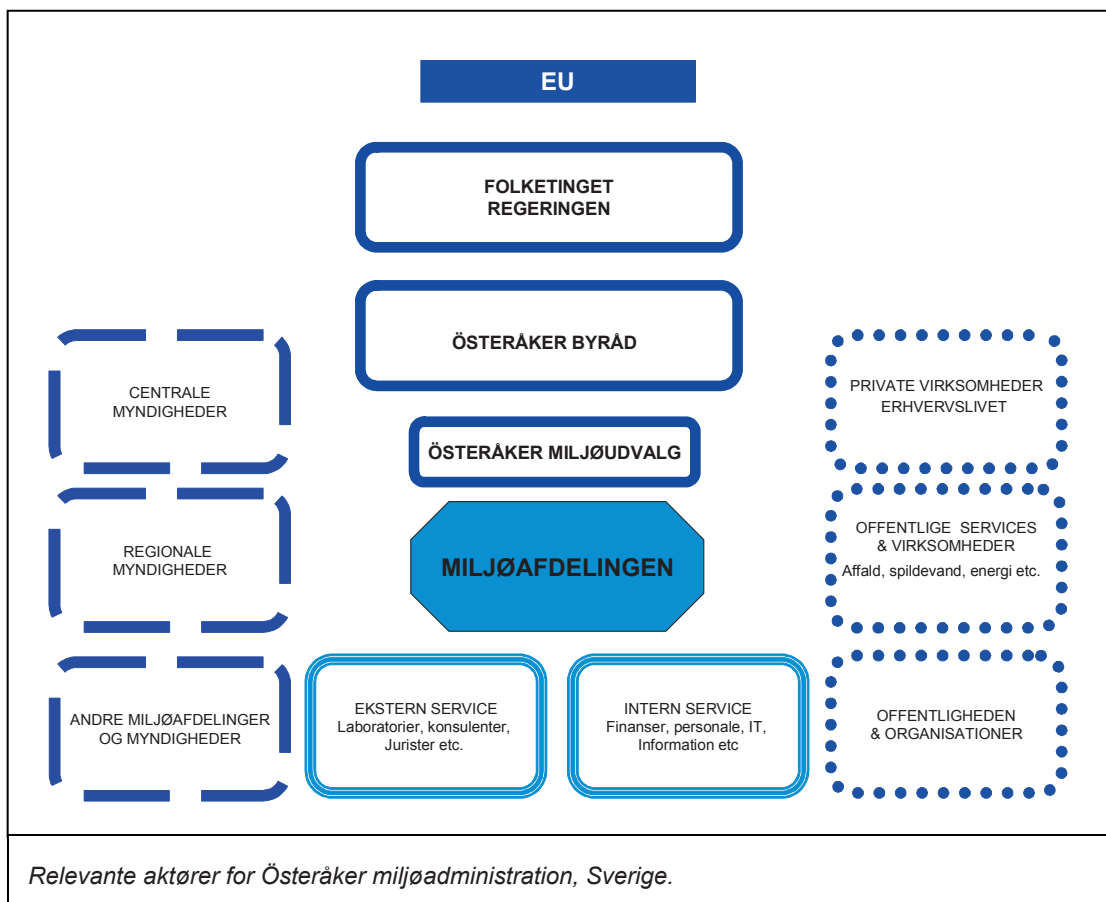 EU
FOLKETINGET
REGERINGEN
ÖSTERÅKER BYRÅD
ÖSTERÅKER MILJØUDVALG
MILJØAFDELINGEN
CENTRALE
MYNDIGHEDER
REGIONALE
MYNDIGHEDER
ANDRE MILJØAFDELINGER
OG MYNDIGHEDER
EKSTERN SERVICE
Laboratorier, konsulenter,
Jurister etc.
INTERN SERVICE
Finanser, personale, IT,
Information etc
PRIVATE VIRKSOMHEDER
ERHVERVSLIVET
OFFENTLIGE SERVICES
& VIRKSOMHEDER
Affald, spildevand, energi etc.
OFFENTLIGHEDEN
& ORGANISATIONER
Relevante aktører for Österåker miljøadministration, Sverige.